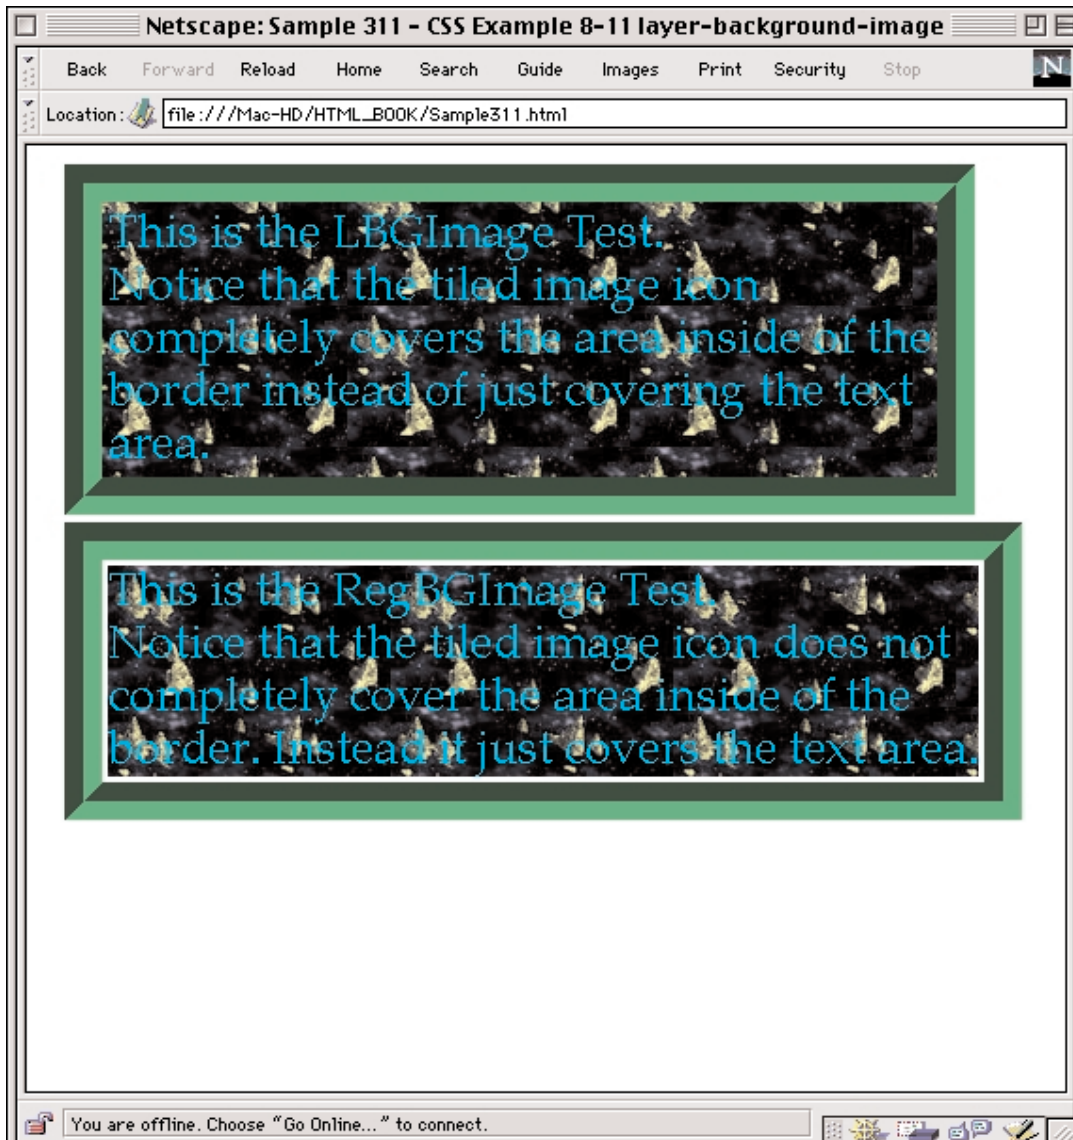 Netscape: Sample 311 - CSS Example 8-11 layer-background-image
Back Forward Reload Home Search Guide Images Print Security Stop
N
Location: file:///Mac-HD/HTML_BOOK/Sample311.html
This is the LBGImage Test.
Notice that the tiled image icon
completely covers the area inside of the
border instead of just covering the text
area.
This is the RegBGImage Test.
Notice that the tiled image icon does not
completely cover the area inside of the
border. Instead it just covers the text area.
You are offline. Choose “Go Online...” to connect.